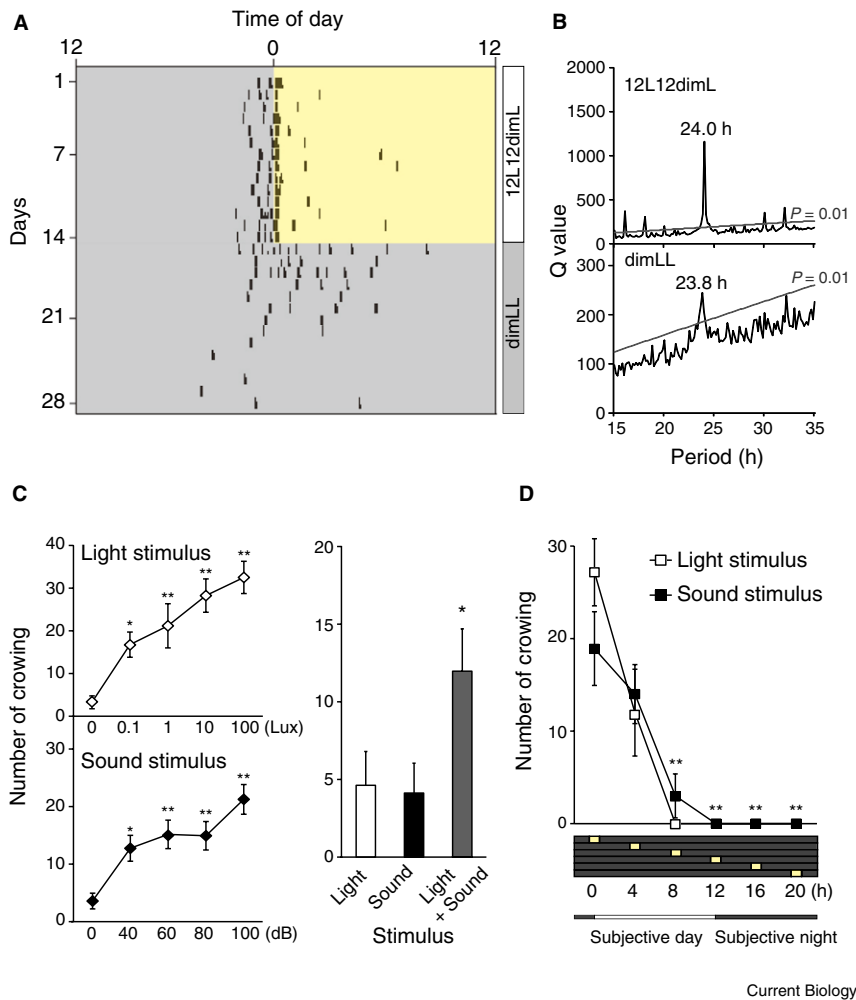 A
Time of day
12 0 12
1
7
14
21
28
Days
12L12dimL
dimLL
B
2000
1500
1000
500
0
12L12dimL
24.0 h
P = 0.01
Q value
dimLL
23.8 h
P = 0.01
300
200
100
0
15 20 25 30 35
Period (h)
C
Number of crowing
Light stimulus
40
30
20
10
0
* ** ** **
0 0.1 1 10 100 (Lux)
Sound stimulus
30
20
10
0
* ** ** **
0 40 60 80 100 (dB)
20
15
10
5
0
*
Light
Sound
Light + Sound
Stimulus
D
Number of crowing
30
20
10
0
Light stimulus
Sound stimulus
** ** ** **
0 4 8 12 16 20 (h)
Subjective day Subjective night
Current Biology